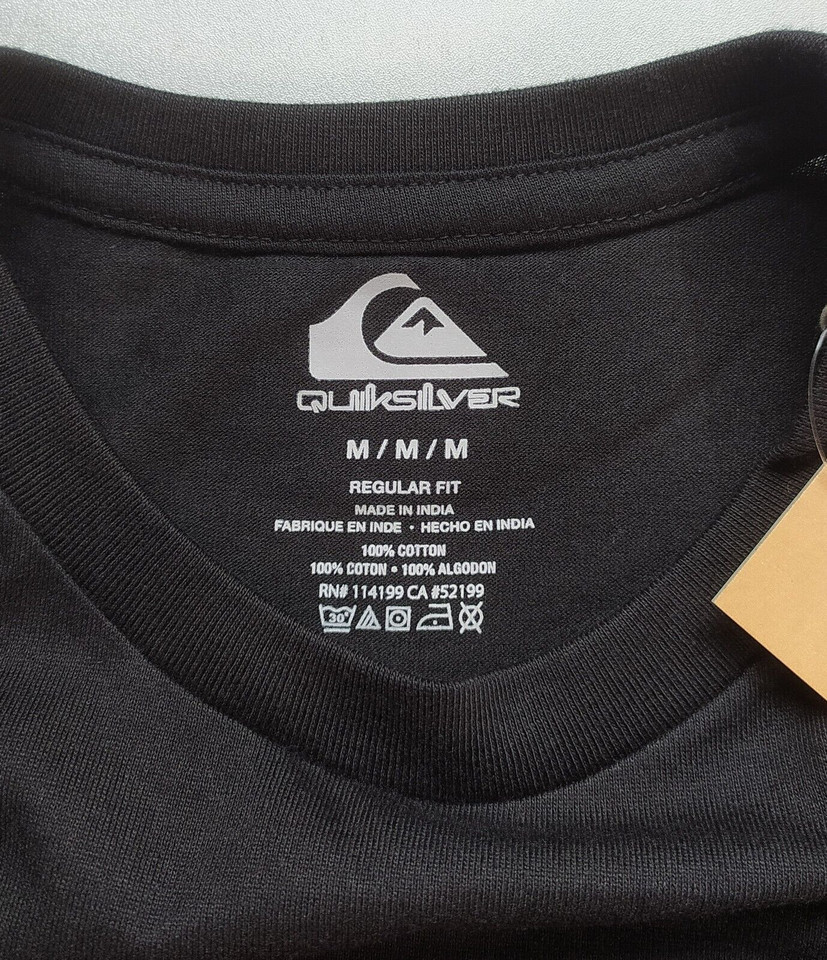 QUIKSILVER
M / M / M
REGULAR FIT
MADE IN INDIA
FABRIQUE EN INDE • HECHO EN INDIA
100% COTTON
100% COTON • 100% ALGODON
RN# 114199 CA #52199
30°